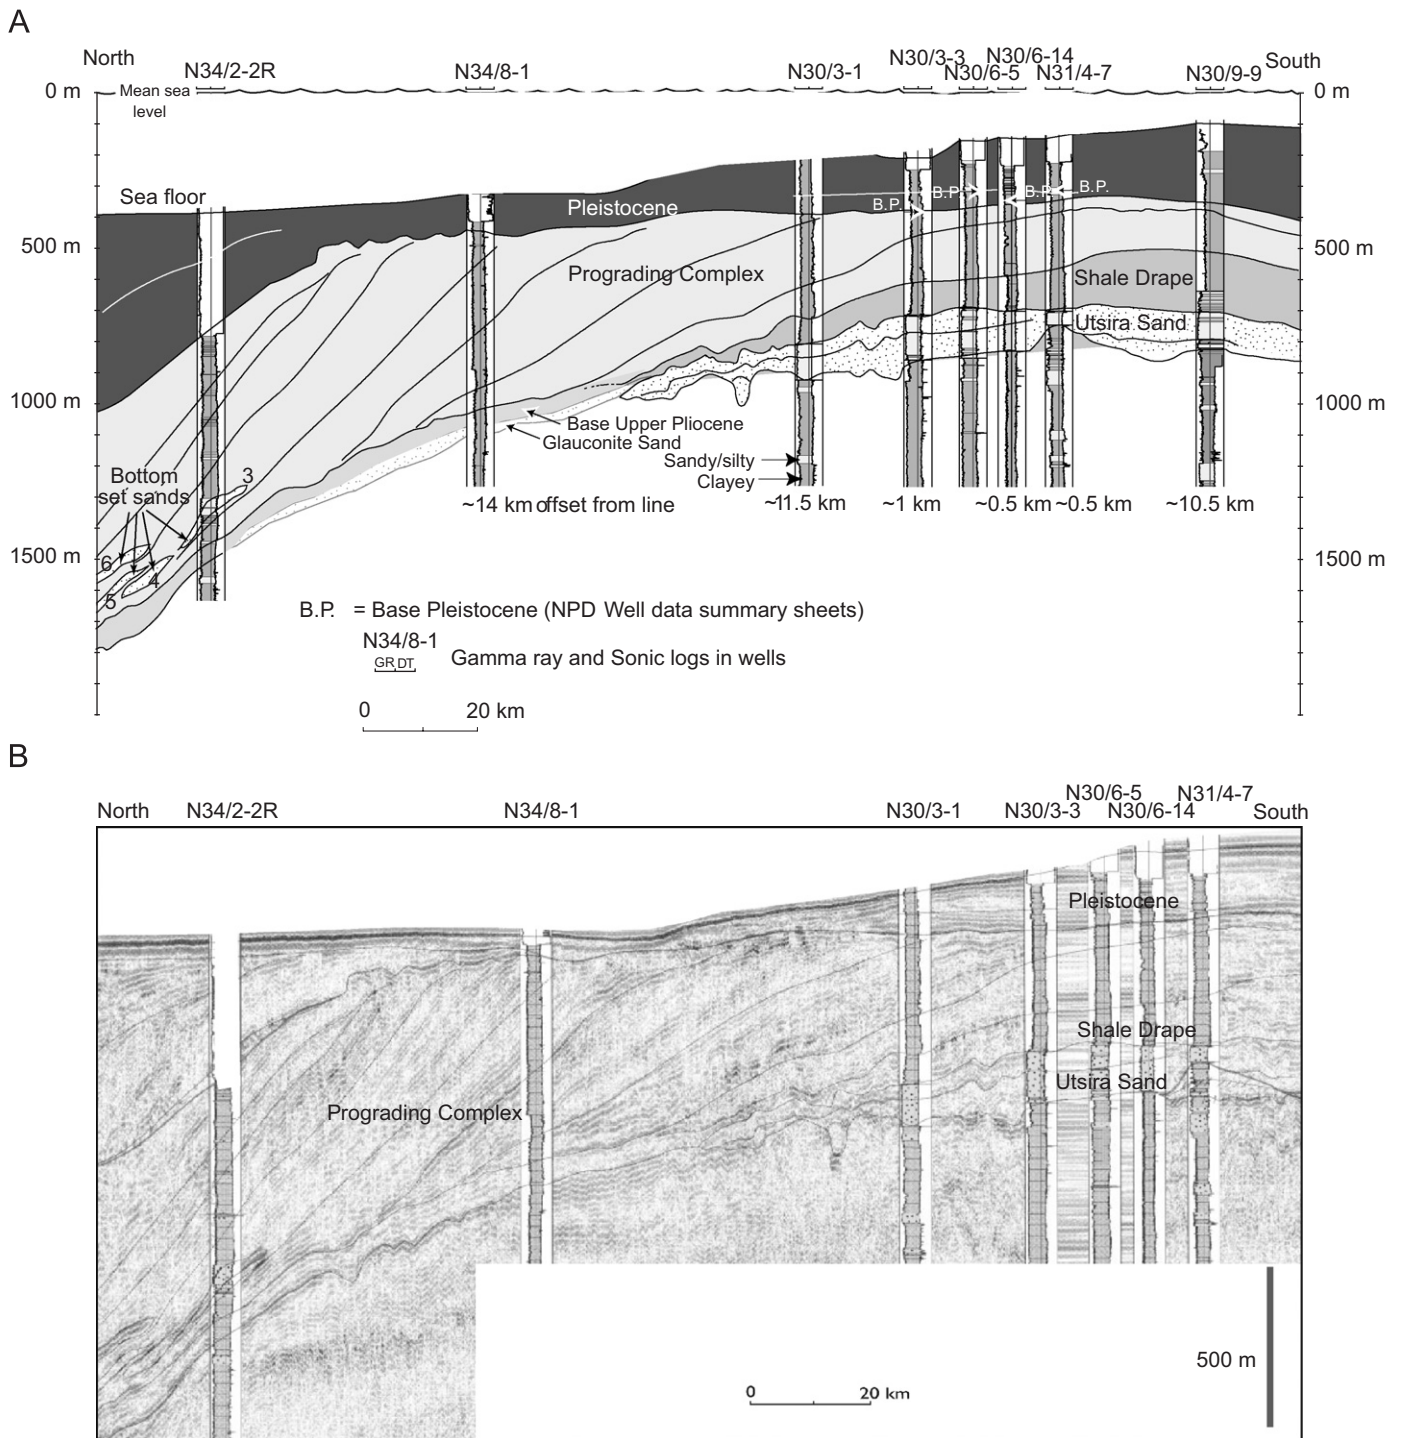 A
North
N34/2-2R
N34/8-1
N30/3-1
N30/3-3
N30/6-14
N30/6-5
N31/4-7
N30/9-9
South
0 m
Mean sea
level
0 m
Sea floor
Pleistocene
B.P.
B.P.
B.P.
B.P.
500 m
Prograding Complex
Shale Drape
500 m
Utsira Sand
1000 m
1000 m
Base Upper Pliocene
Glauconite Sand
Sandy/silty
Clayey
Bottom
set sands
3
6
4
5
~14 km offset from line
~11.5 km
~1 km
~0.5 km
~0.5 km
~10.5 km
1500 m
1500 m
B.P. = Base Pleistocene (NPD Well data summary sheets)
N34/8-1
GR DT
Gamma ray and Sonic logs in wells
0 20 km
B
North
N34/2-2R
N34/8-1
N30/3-1
N30/3-3
N30/6-5
N30/6-14
N31/4-7
South
Pleistocene
Shale Drape
Utsira Sand
Prograding Complex
500 m
0 20 km